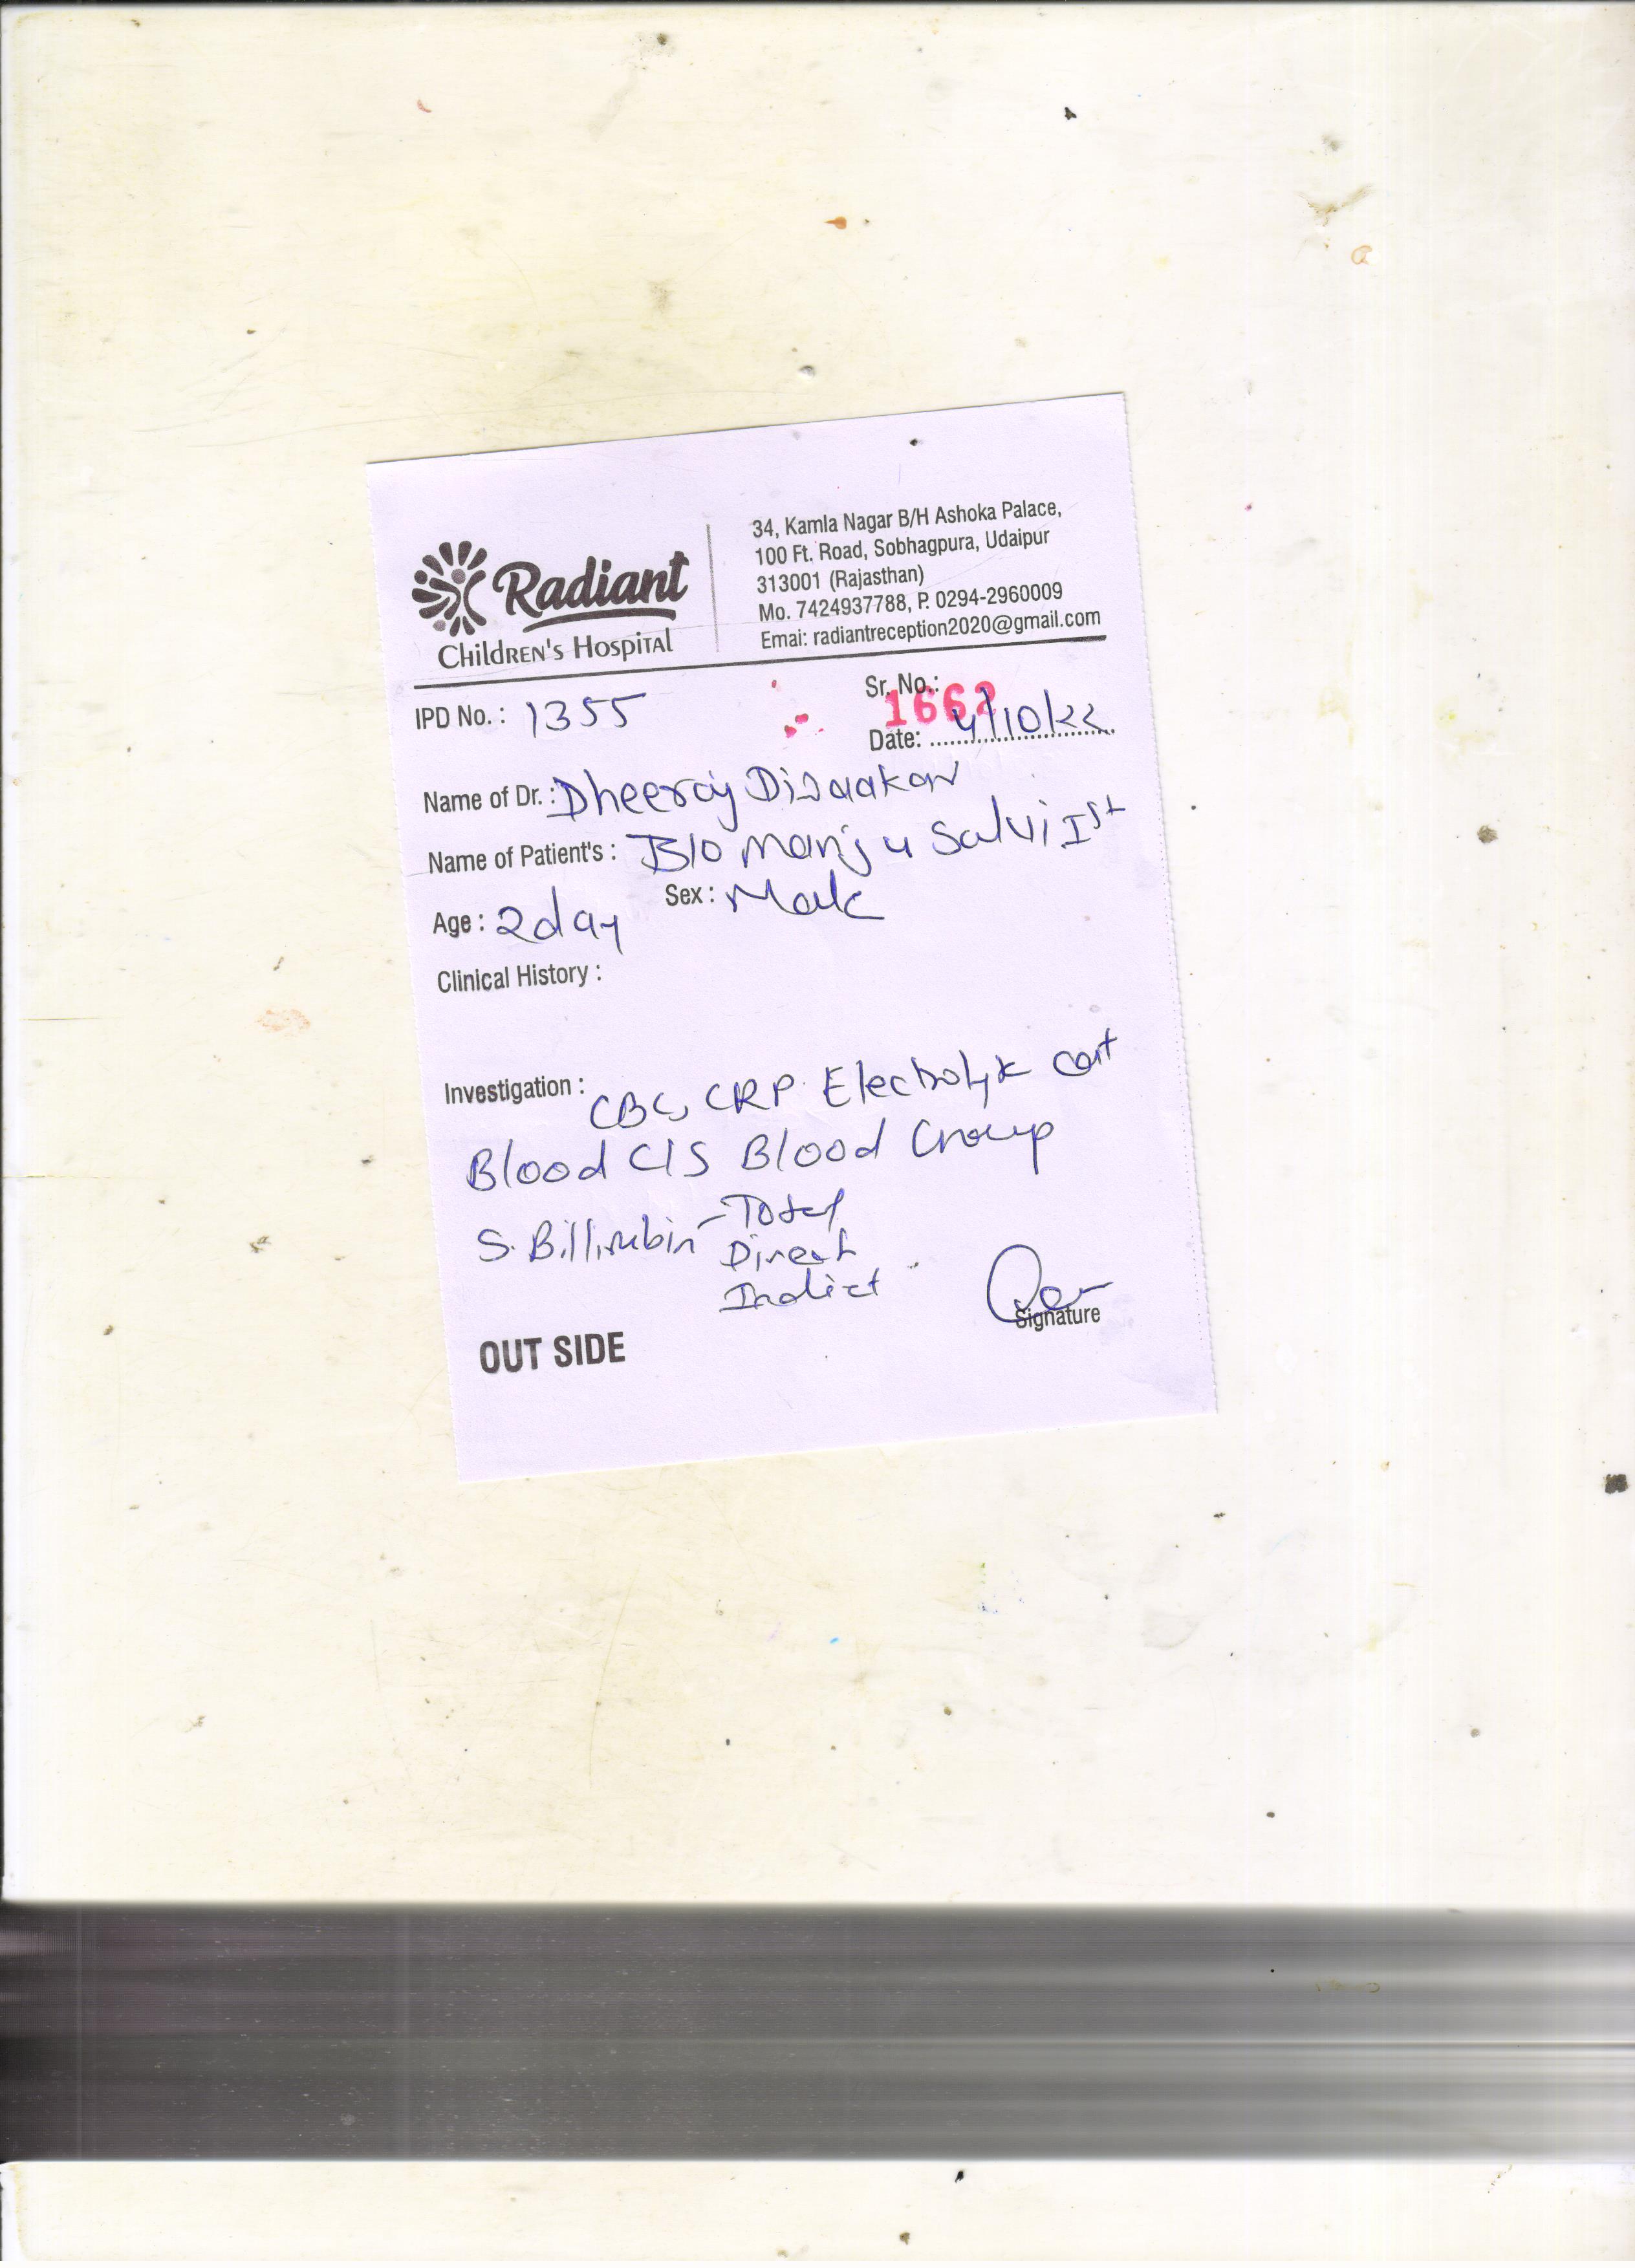 Radiant
Children's Hospital
34, Kamla Nagar B/H Ashoka Palace,
100 Ft. Road, Sobhagpura, Udaipur
313001 (Rajasthan)
Mo. 7424937788, P. 0294-2960009
Emai: radiantreception2020@gmail.com
IPD No. : 1355
Sr. No.: 1662
Date: 4/10/22
Name of Dr. : Dheeraj Diwakar
Name of Patient's : B/O Manju Salvi Ist
Age : 2day Sex : Male
Clinical History :
Investigation : CBC, CRP Electrolyte
Blood C/S Blood Group
S. Billirubin - Total
Direct
Indict
Signature
OUT SIDE